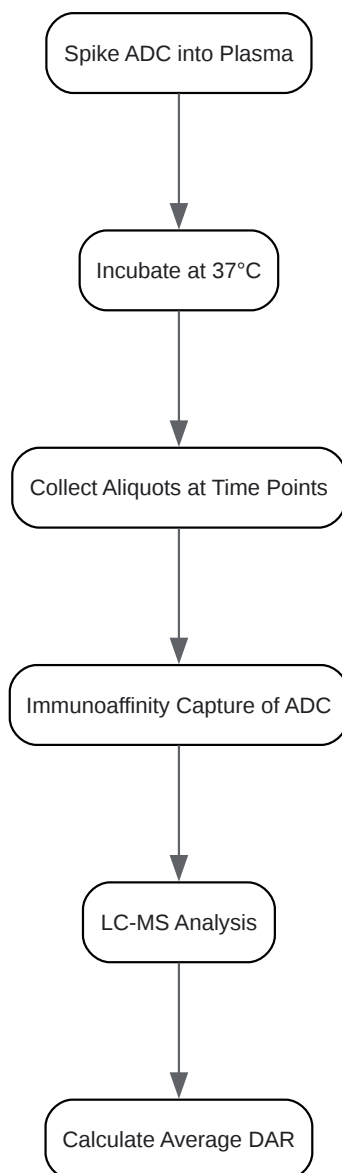 Spike ADC into Plasma
Incubate at 37°C
Collect Aliquots at Time Points
Immunoaffinity Capture of ADC
LC-MS Analysis
Calculate Average DAR